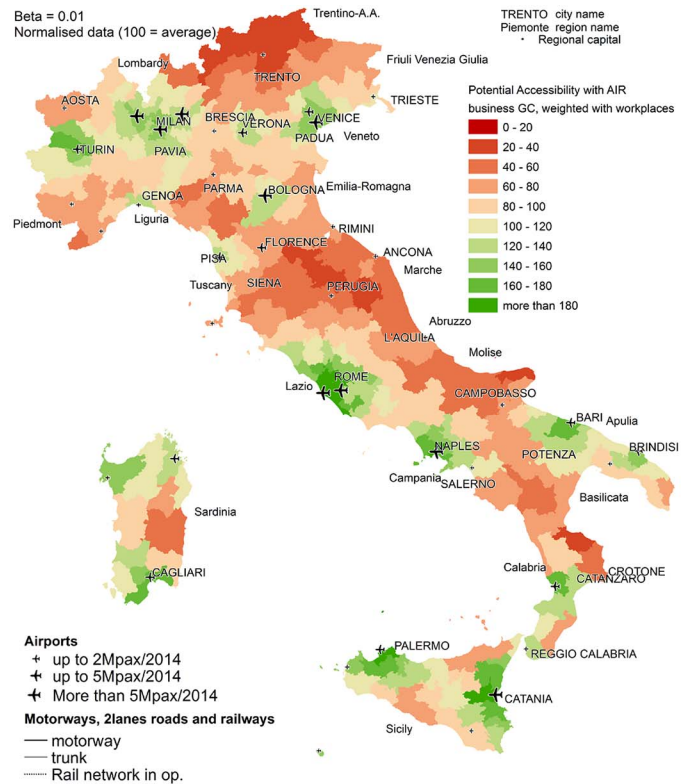 Beta = 0.01
Normalised data (100 = average)
Trentino-A.A.
TRENTO city name
Piemonte region name
Regional capital
Lombardy
Friuli Venezia Giulia
TRENTO
AOSTA
TRIESTE
Potenzial Accessibility with AIR
business GC, weighted with workplaces
0 - 20
20 - 40
40 - 60
60 - 80
80 - 100
100 - 120
120 - 140
140 - 160
160 - 180
more than 180
MILAN
BRESCIA
VERONA
VENICE
PADUA
Veneto
TURIN
PAVIA
PARMA
BOLOGNA
Emilia-Romagna
GENOA
Liguria
Piedmont
RIMINI
FLORENCE
ANCONA
PISA
Marche
Tuscany
SIENA
PERUGIA
Abruzzo
L'AQUILA
Molise
Lazio
ROME
CAMPOBASSO
BARI
Apulia
NAPLES
BRINDISI
POTENZA
Campania
SALERNO
Basilicata
Sardinia
CAGLIARI
Calabria
CROTONE
CATANZARO
PALERMO
REGGIO CALABRIA
CATANIA
Sicily
Airports
up to 2Mpax/2014
up to 5Mpax/2014
More than 5Mpax/2014
Motorways, 2lanes roads and railways
motorway
trunk
Rail network in op.